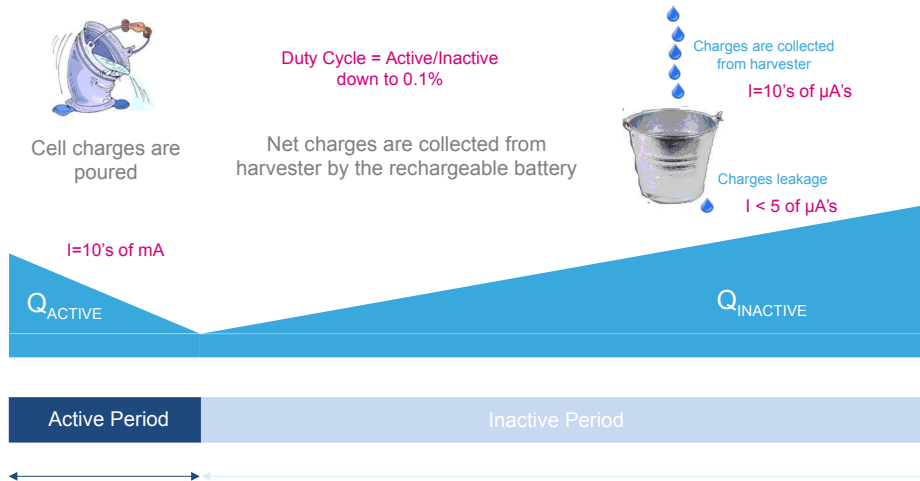 Duty Cycle = Active/Inactive
down to 0.1%
Charges are collected
from harvester
I=10's of µA's
Cell charges are
poured
Net charges are collected from
harvester by the rechargeable battery
Charges leakage
I < 5 of µA's
I=10's of mA
QACTIVE
QINACTIVE
Active Period
Inactive Period